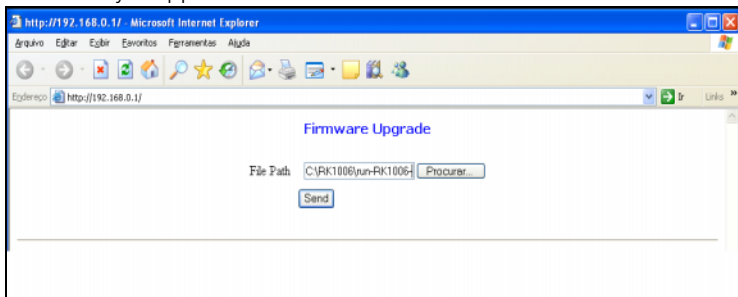 http://192.168.0.1/ - Microsoft Internet Explorer
Arquivo Editar Exibir Favoritos Ferramentas Ajuda
Endereço http://192.168.0.1/ Ir Links »
Firmware Upgrade
File Path C:\RK1006\run-RK1006- Procurar...
Send